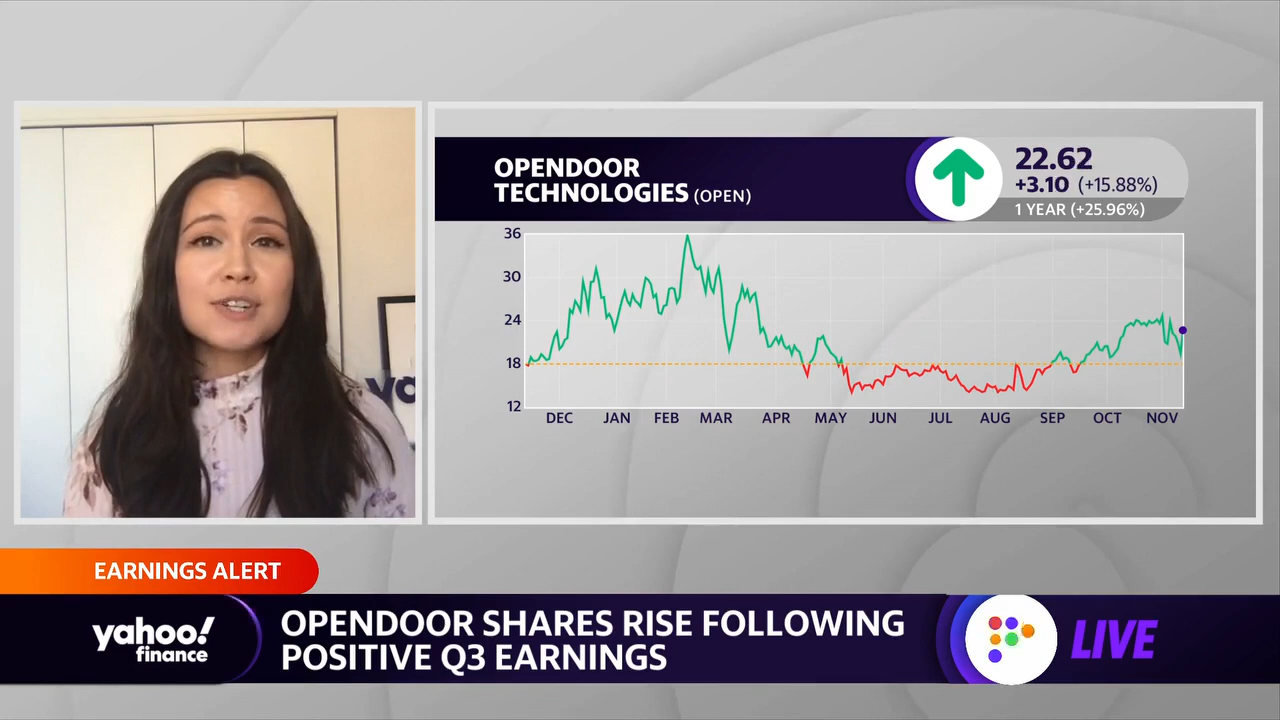 OPENDOOR
TECHNOLOGIES (OPEN)
22.62
+3.10 (+15.88%)
1 YEAR (+25.96%)
36
30
24
18
12
DEC JAN FEB MAR APR MAY JUN JUL AUG SEP OCT NOV
EARNINGS ALERT
yahoo!
finance
OPENDOOR SHARES RISE FOLLOWING
POSITIVE Q3 EARNINGS
LIVE